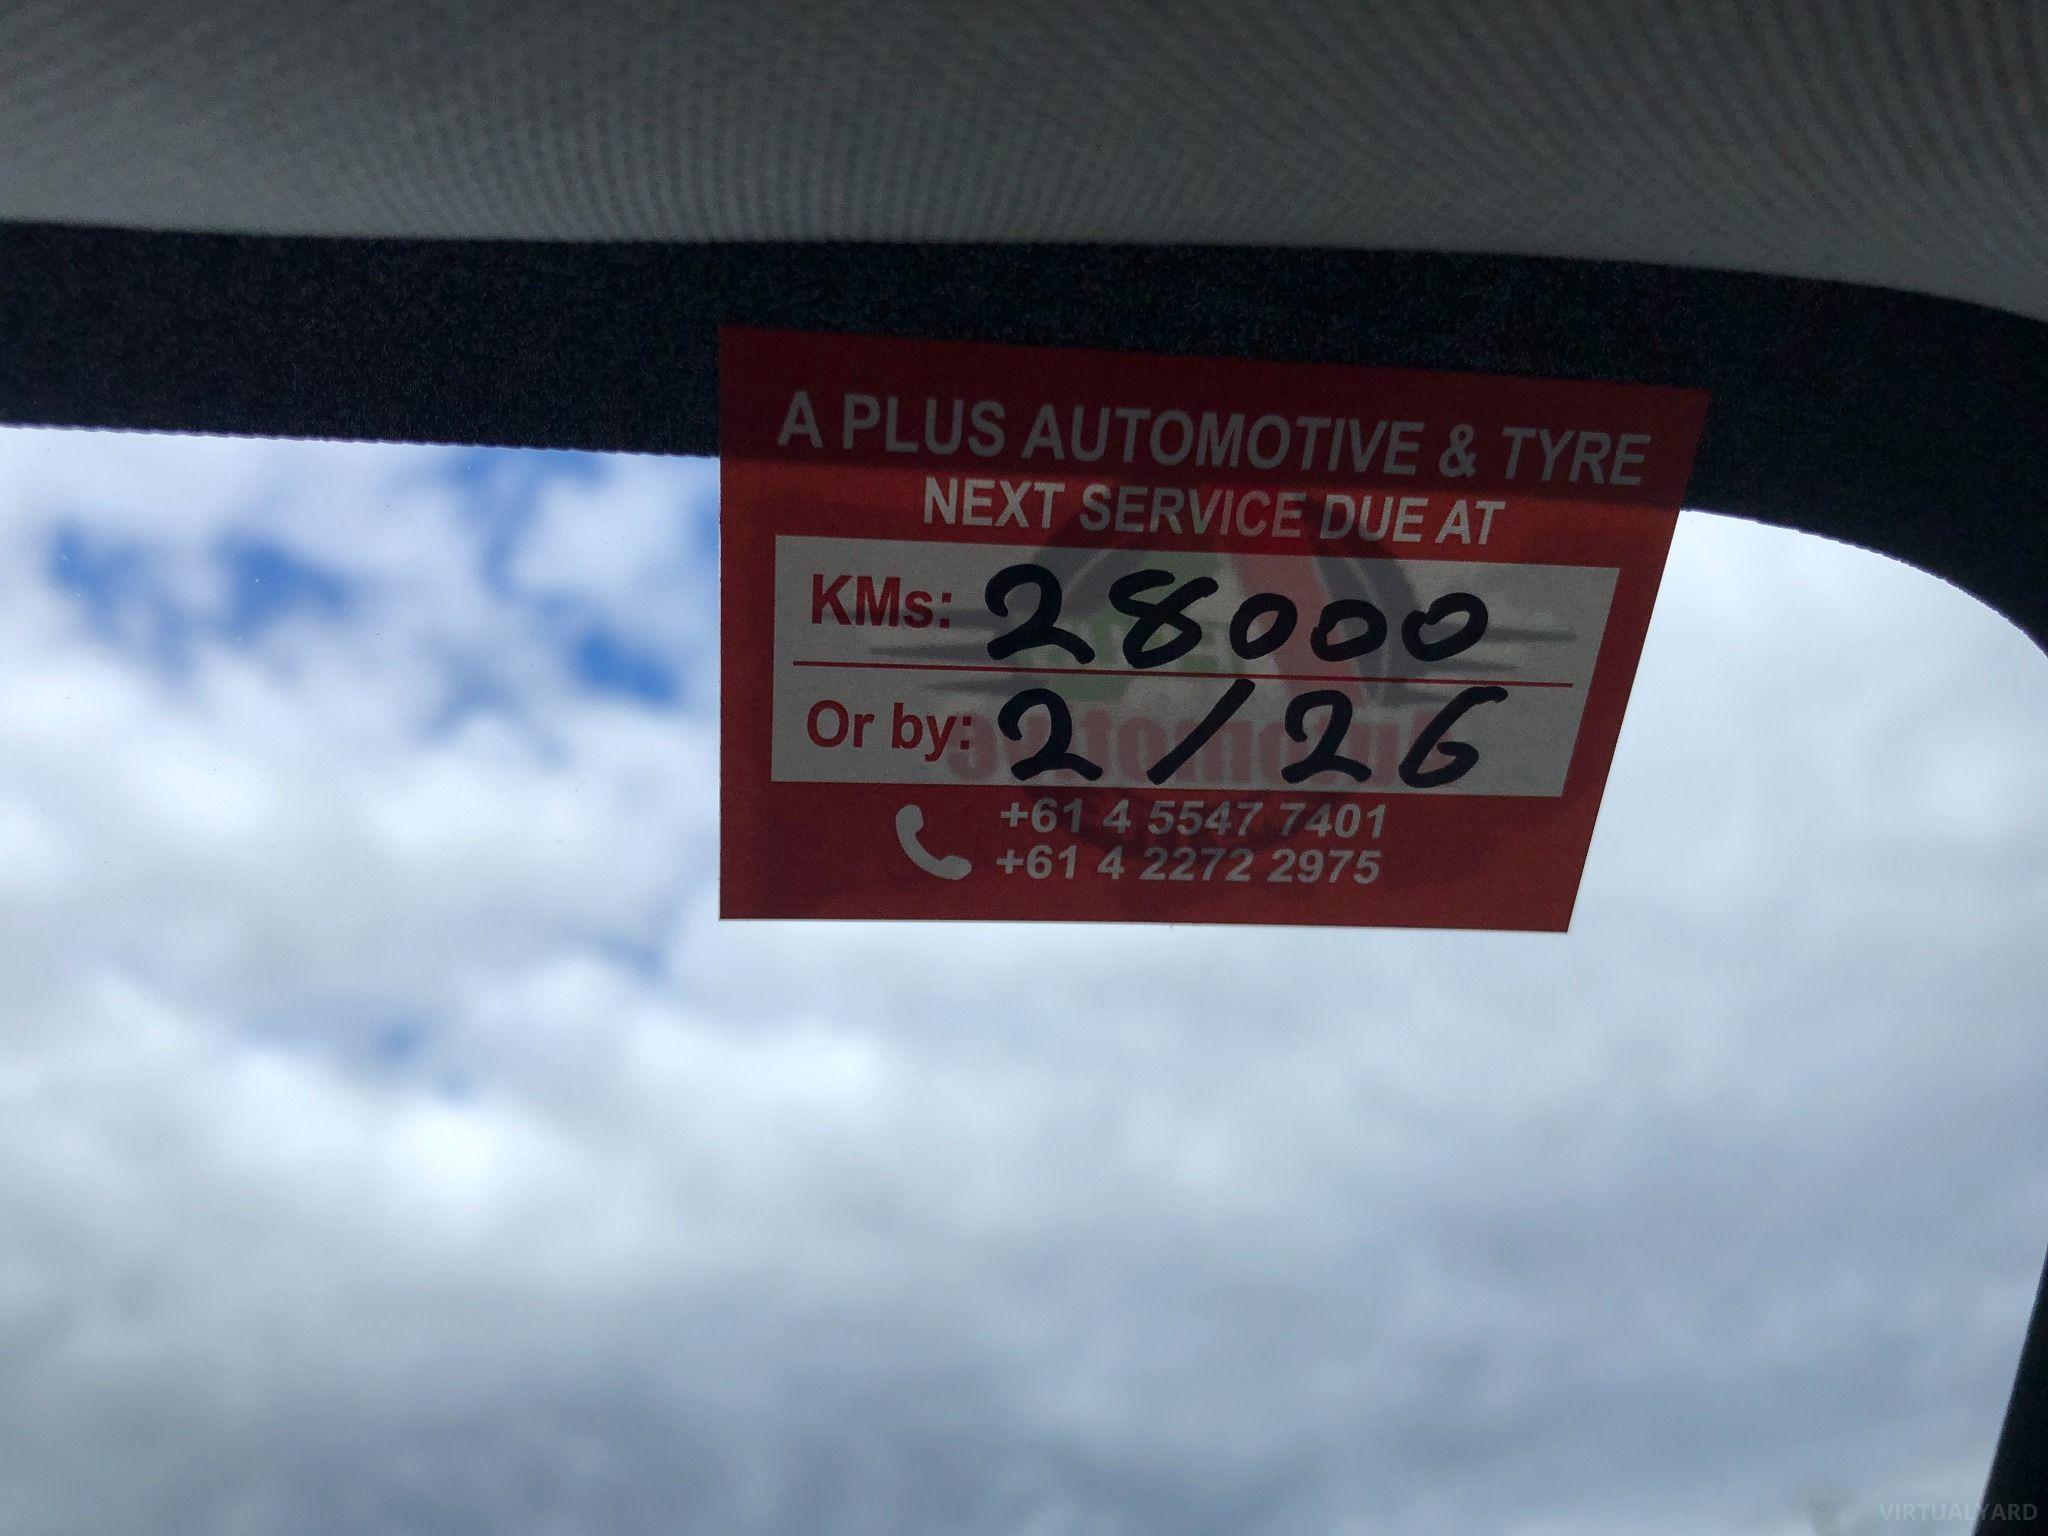 A PLUS AUTOMOTIVE & TYRE
NEXT SERVICE DUE AT
KMs: 28000
Or by: 2/26
+61 4 5547 7401
+61 4 2272 2975
VIRTUALYARD